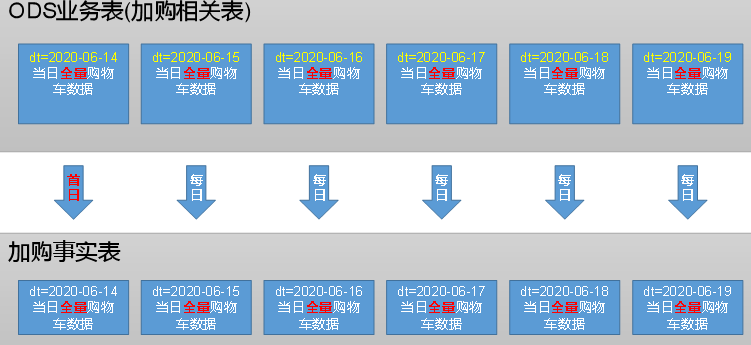 ODS业务表(加购相关表)
dt=2020-06-14
当日全量购物
车数据
dt=2020-06-15
当日全量购物
车数据
dt=2020-06-16
当日全量购物
车数据
dt=2020-06-17
当日全量购物
车数据
dt=2020-06-18
当日全量购物
车数据
dt=2020-06-19
当日全量购物
车数据
首日
每日
每日
每日
每日
每日
加购事实表
dt=2020-06-14
当日全量购物
车数据
dt=2020-06-15
当日全量购物
车数据
dt=2020-06-16
当日全量购物
车数据
dt=2020-06-17
当日全量购物
车数据
dt=2020-06-18
当日全量购物
车数据
dt=2020-06-19
当日全量购物
车数据